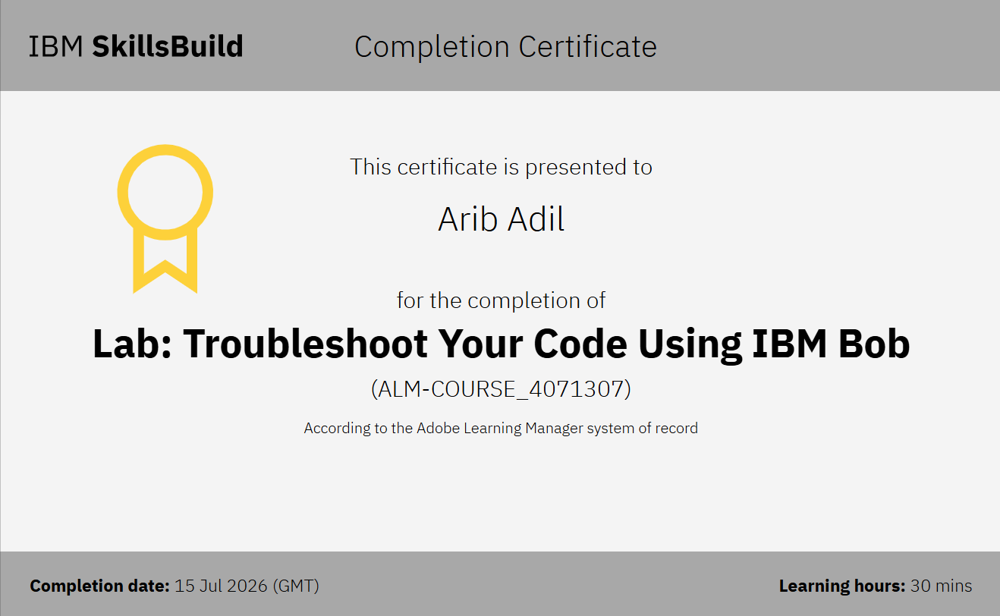 IBM SkillsBuild
Completion Certificate
This certificate is presented to
Arib Adil
for the completion of
Lab: Troubleshoot Your Code Using IBM Bob
(ALM-COURSE_4071307)
According to the Adobe Learning Manager system of record
Completion date: 15 Jul 2026 (GMT)
Learning hours: 30 mins